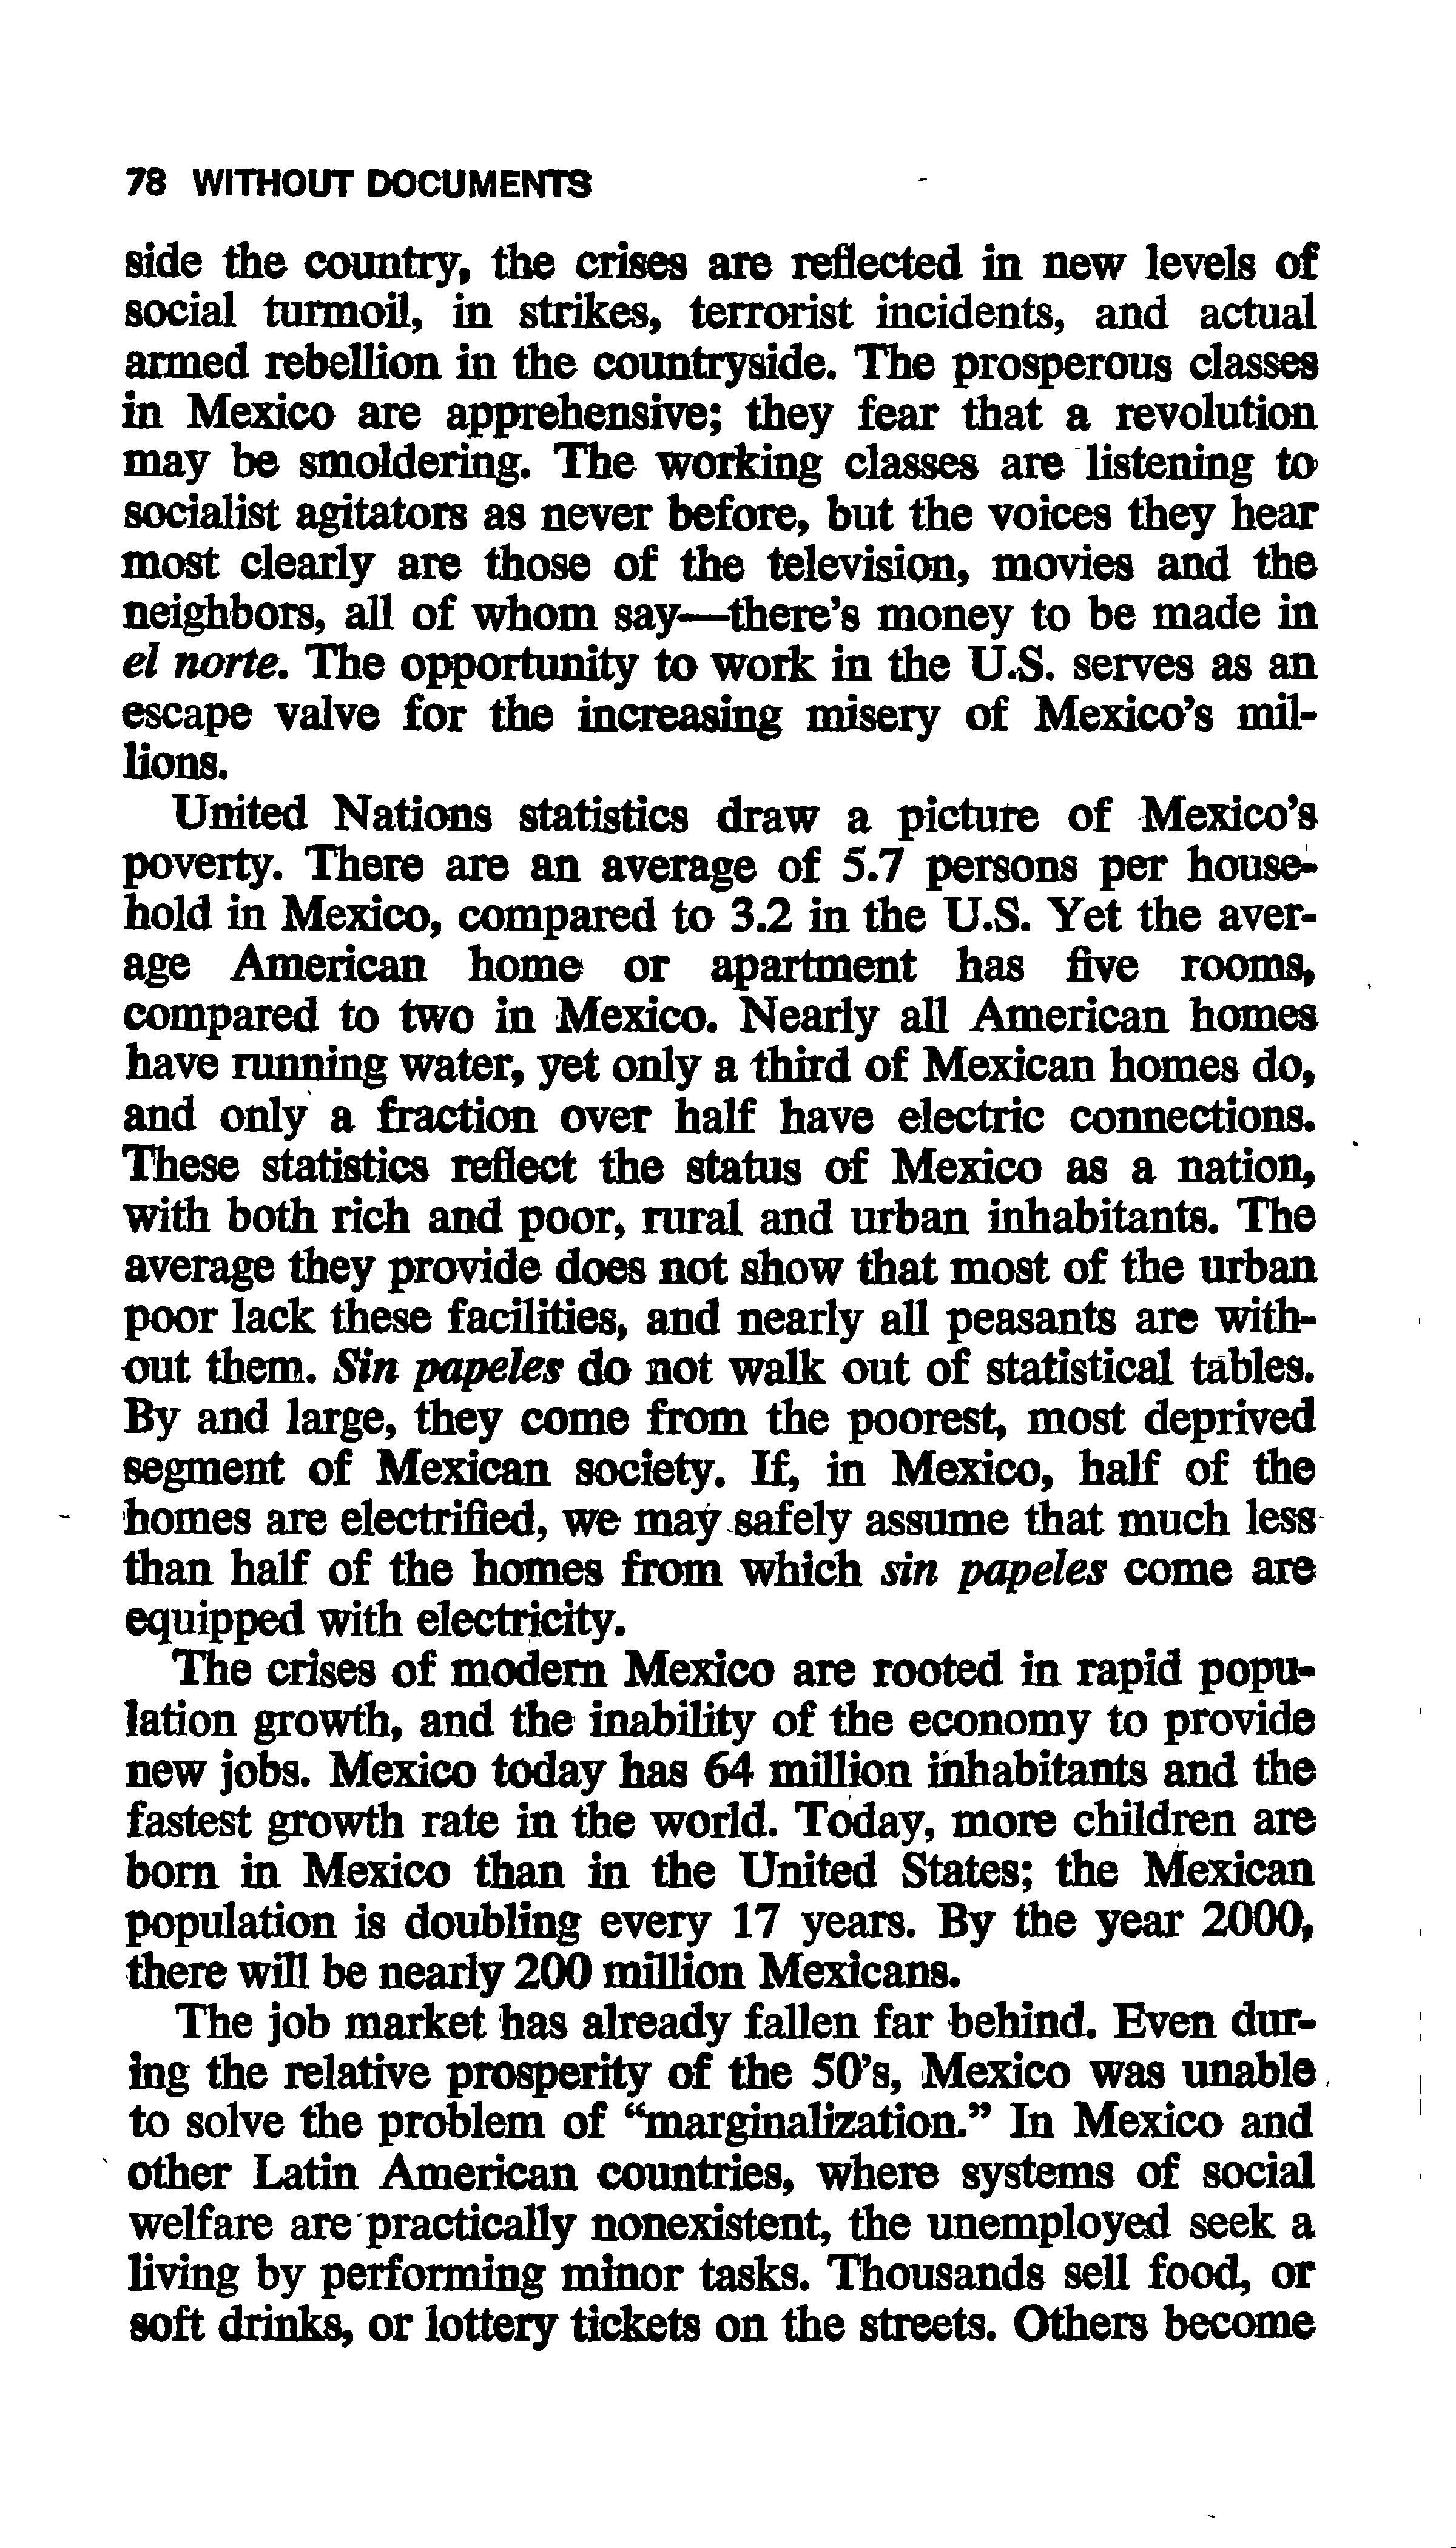 78 WITHOUT DOCUMENTS
side the country, the crises are reflected in new levels of
social turmoil, in strikes, terrorist incidents, and actual
armed rebellion in the countryside. The prosperous classes
in Mexico are apprehensive; they fear that a revolution
may be smoldering. The working classes are listening to
socialist agitators as never before, but the voices they hear
most clearly are those of the television, movies and the
neighbors, all of whom say—there's money to be made in
el norte. The opportunity to work in the U.S. serves as an
escape valve for the increasing misery of Mexico's mil-
lions.
United Nations statistics draw a picture of Mexico's
poverty. There are an average of 5.7 persons per house-
hold in Mexico, compared to 3.2 in the U.S. Yet the aver-
age American home or apartment has five rooms,
compared to two in Mexico. Nearly all American homes
have running water, yet only a third of Mexican homes do,
and only a fraction over half have electric connections.
These statistics reflect the status of Mexico as a nation,
with both rich and poor, rural and urban inhabitants. The
average they provide does not show that most of the urban
poor lack these facilities, and nearly all peasants are with-
out them. Sin papeles do not walk out of statistical tables.
By and large, they come from the poorest, most deprived
segment of Mexican society. If, in Mexico, half of the
homes are electrified, we may safely assume that much less
than half of the homes from which sin papeles come are
equipped with electricity.
The crises of modern Mexico are rooted in rapid popu-
lation growth, and the inability of the economy to provide
new jobs. Mexico today has 64 million inhabitants and the
fastest growth rate in the world. Today, more children are
born in Mexico than in the United States; the Mexican
population is doubling every 17 years. By the year 2000,
there will be nearly 200 million Mexicans.
The job market has already fallen far behind. Even dur-
ing the relative prosperity of the 50's, Mexico was unable
to solve the problem of "marginalization." In Mexico and
other Latin American countries, where systems of social
welfare are practically nonexistent, the unemployed seek a
living by performing minor tasks. Thousands sell food, or
soft drinks, or lottery tickets on the streets. Others become